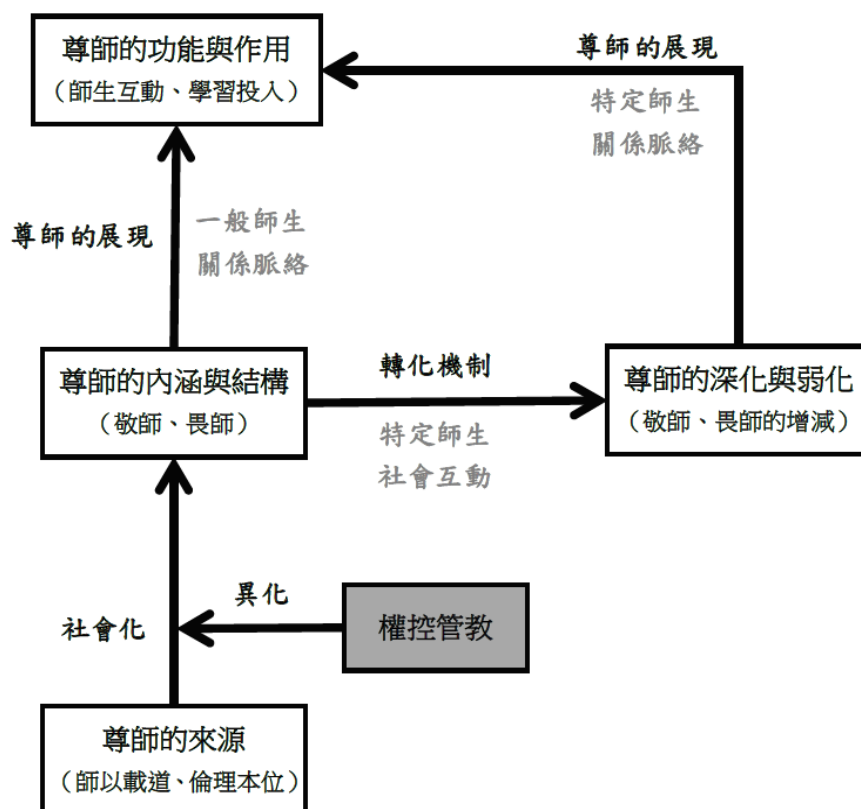 尊師的功能與作用
（師生互動、學習投入）
尊師的展現
特定師生
關係脈絡
尊師的展現
一般師生
關係脈絡
尊師的內涵與結構
（敬師、畏師）
轉化機制
特定師生
社會互動
尊師的深化與弱化
（敬師、畏師的增減）
社會化
異化
權控管教
尊師的來源
（師以載道、倫理本位）